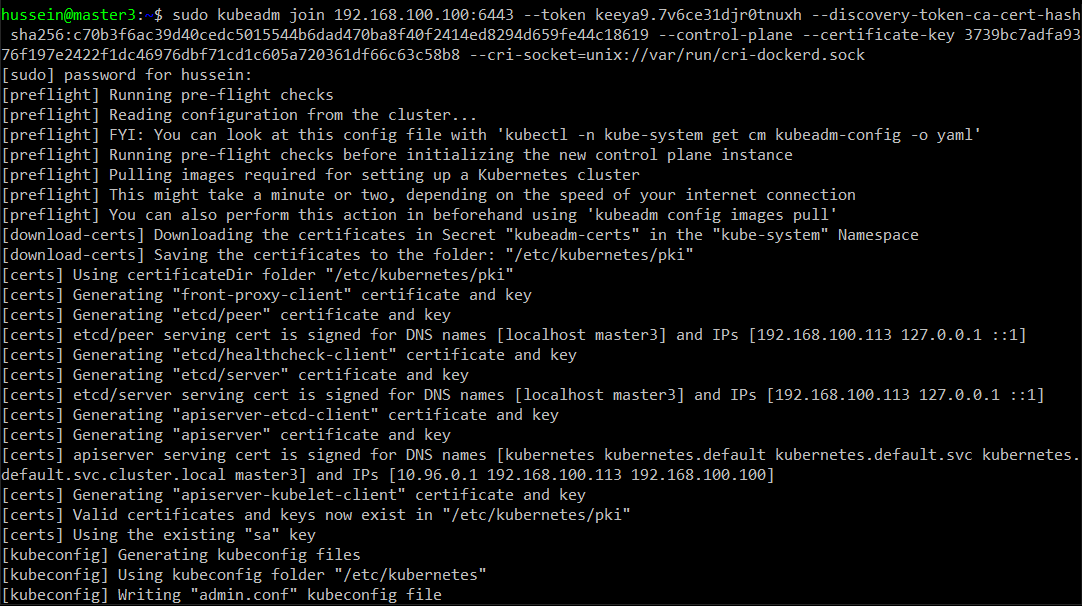 hussein@master3:~$ sudo kubeadm join 192.168.100.100:6443 --token keeya9.7v6ce31djr0tnuxh --discovery-token-ca-cert-hash
sha256:c70b3f6ac39d40cedc5015544b6dad470ba8f40f2414ed8294d659fe44c18619 --control-plane --certificate-key 3739bc7adfa93
76f197e2422f1dc46976dbf71cd1c605a720361df66c63c58b8 --cri-socket=unix://var/run/cri-dockerd.sock
[sudo] password for hussein:
[preflight] Running pre-flight checks
[preflight] Reading configuration from the cluster...
[preflight] FYI: You can look at this config file with 'kubectl -n kube-system get cm kubeadm-config -o yaml'
[preflight] Running pre-flight checks before initializing the new control plane instance
[preflight] Pulling images required for setting up a Kubernetes cluster
[preflight] This might take a minute or two, depending on the speed of your internet connection
[preflight] You can also perform this action in beforehand using 'kubeadm config images pull'
[download-certs] Downloading the certificates in Secret "kubeadm-certs" in the "kube-system" Namespace
[download-certs] Saving the certificates to the folder: "/etc/kubernetes/pki"
[certs] Using certificateDir folder "/etc/kubernetes/pki"
[certs] Generating "front-proxy-client" certificate and key
[certs] Generating "etcd/peer" certificate and key
[certs] etcd/peer serving cert is signed for DNS names [localhost master3] and IPs [192.168.100.113 127.0.0.1 ::1]
[certs] Generating "etcd/healthcheck-client" certificate and key
[certs] Generating "etcd/server" certificate and key
[certs] etcd/server serving cert is signed for DNS names [localhost master3] and IPs [192.168.100.113 127.0.0.1 ::1]
[certs] Generating "apiserver-etcd-client" certificate and key
[certs] Generating "apiserver" certificate and key
[certs] apiserver serving cert is signed for DNS names [kubernetes kubernetes.default kubernetes.default.svc kubernetes.
default.svc.cluster.local master3] and IPs [10.96.0.1 192.168.100.113 192.168.100.100]
[certs] Generating "apiserver-kubelet-client" certificate and key
[certs] Valid certificates and keys now exist in "/etc/kubernetes/pki"
[certs] Using the existing "sa" key
[kubeconfig] Generating kubeconfig files
[kubeconfig] Using kubeconfig folder "/etc/kubernetes"
[kubeconfig] Writing "admin.conf" kubeconfig file